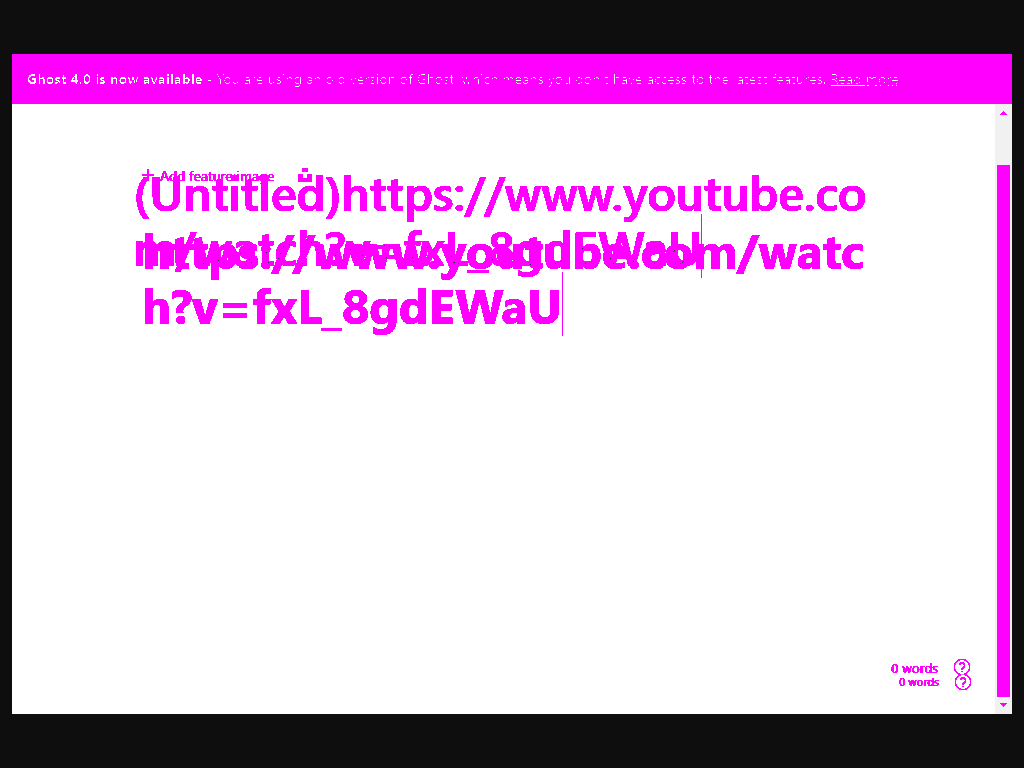 Ghost 4.0 is now available - You are using an old version of Ghost, which means you don't have access to the latest features. Read more
+ Add feature image
(Untitled)https://www.youtube.co
m/watch?v=fxL_8gdEWaU
https://www.youtube.com/watc
h?v=fxL_8gdEWaU
0 words ?
0 words ?